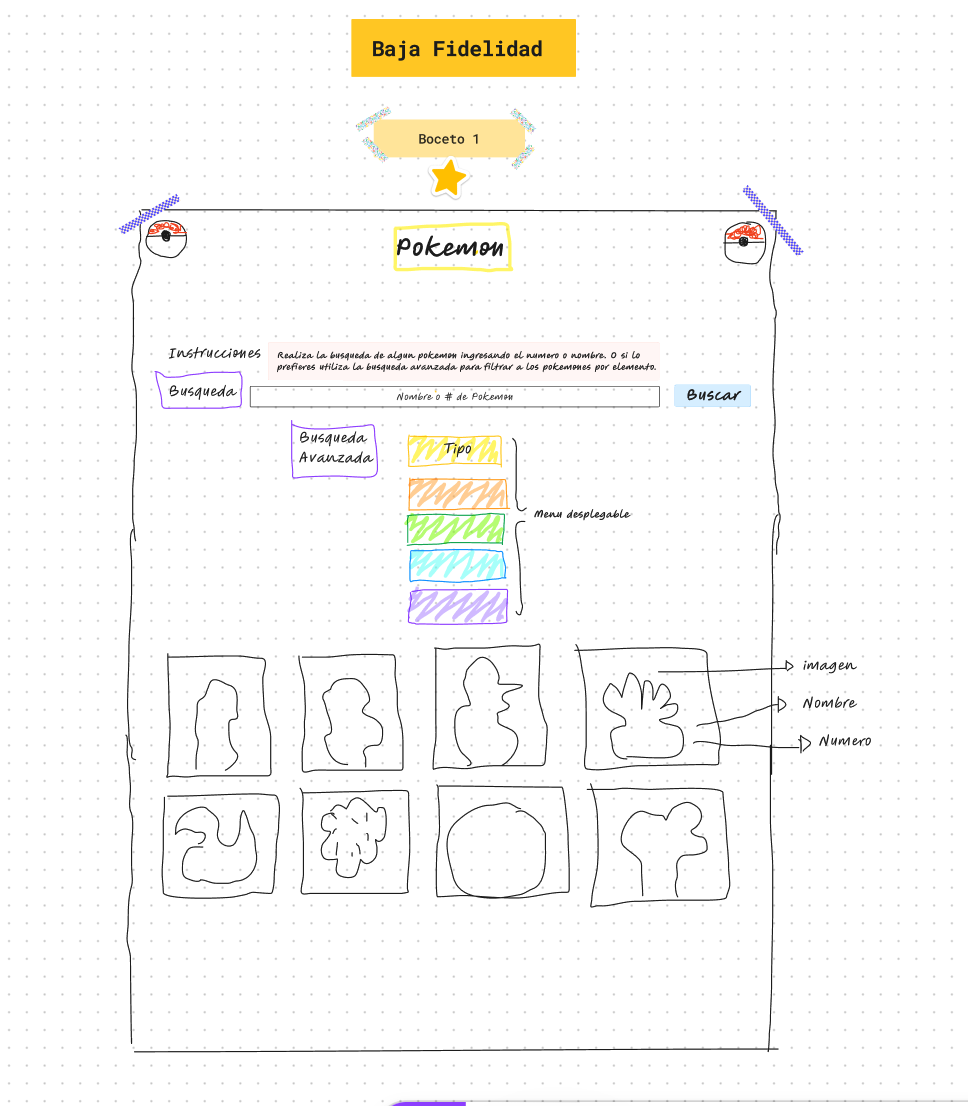 Baja Fidelidad
Boceto 1
Pokemon
Instrucciones
Realiza la busqueda de algun pokemon ingresando el numero o nombre. O si lo
prefieres utiliza la busqueda avanzada para filtrar a los pokemones por elemento.
Busqueda
Nombre o # de Pokemon
Buscar
Busqueda
Avanzada
Tipo
Menu desplegable
imagen
Nombre
Numero